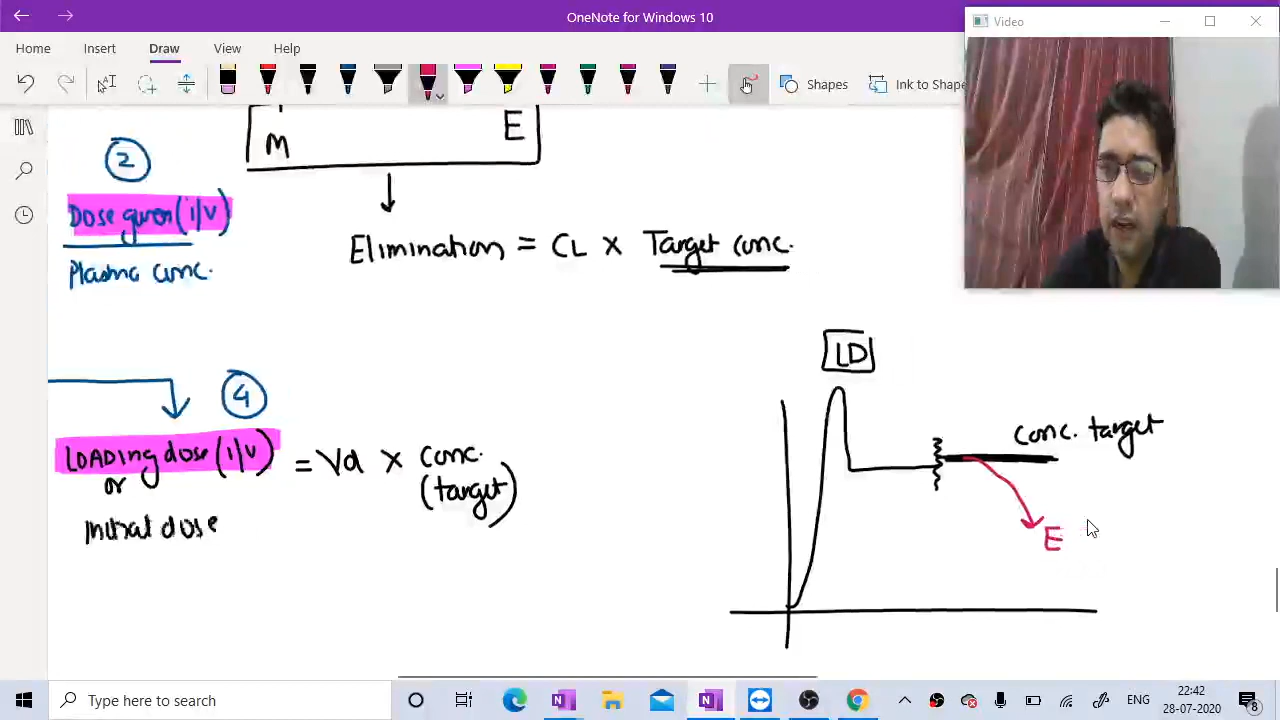 OneNote for Windows 10
Video
Home Insert Draw View Help
Shapes
Ink to Shap
M
E
2
Dose given (i/v)
Plasma conc.
Elimination = CL × Target conc.
LD
4
LOADing dose (i/v) = Vd × conc. (target)
or
Initial dose
conc. target
E
Type here to search
ENG
22:42
28-07-2020
8